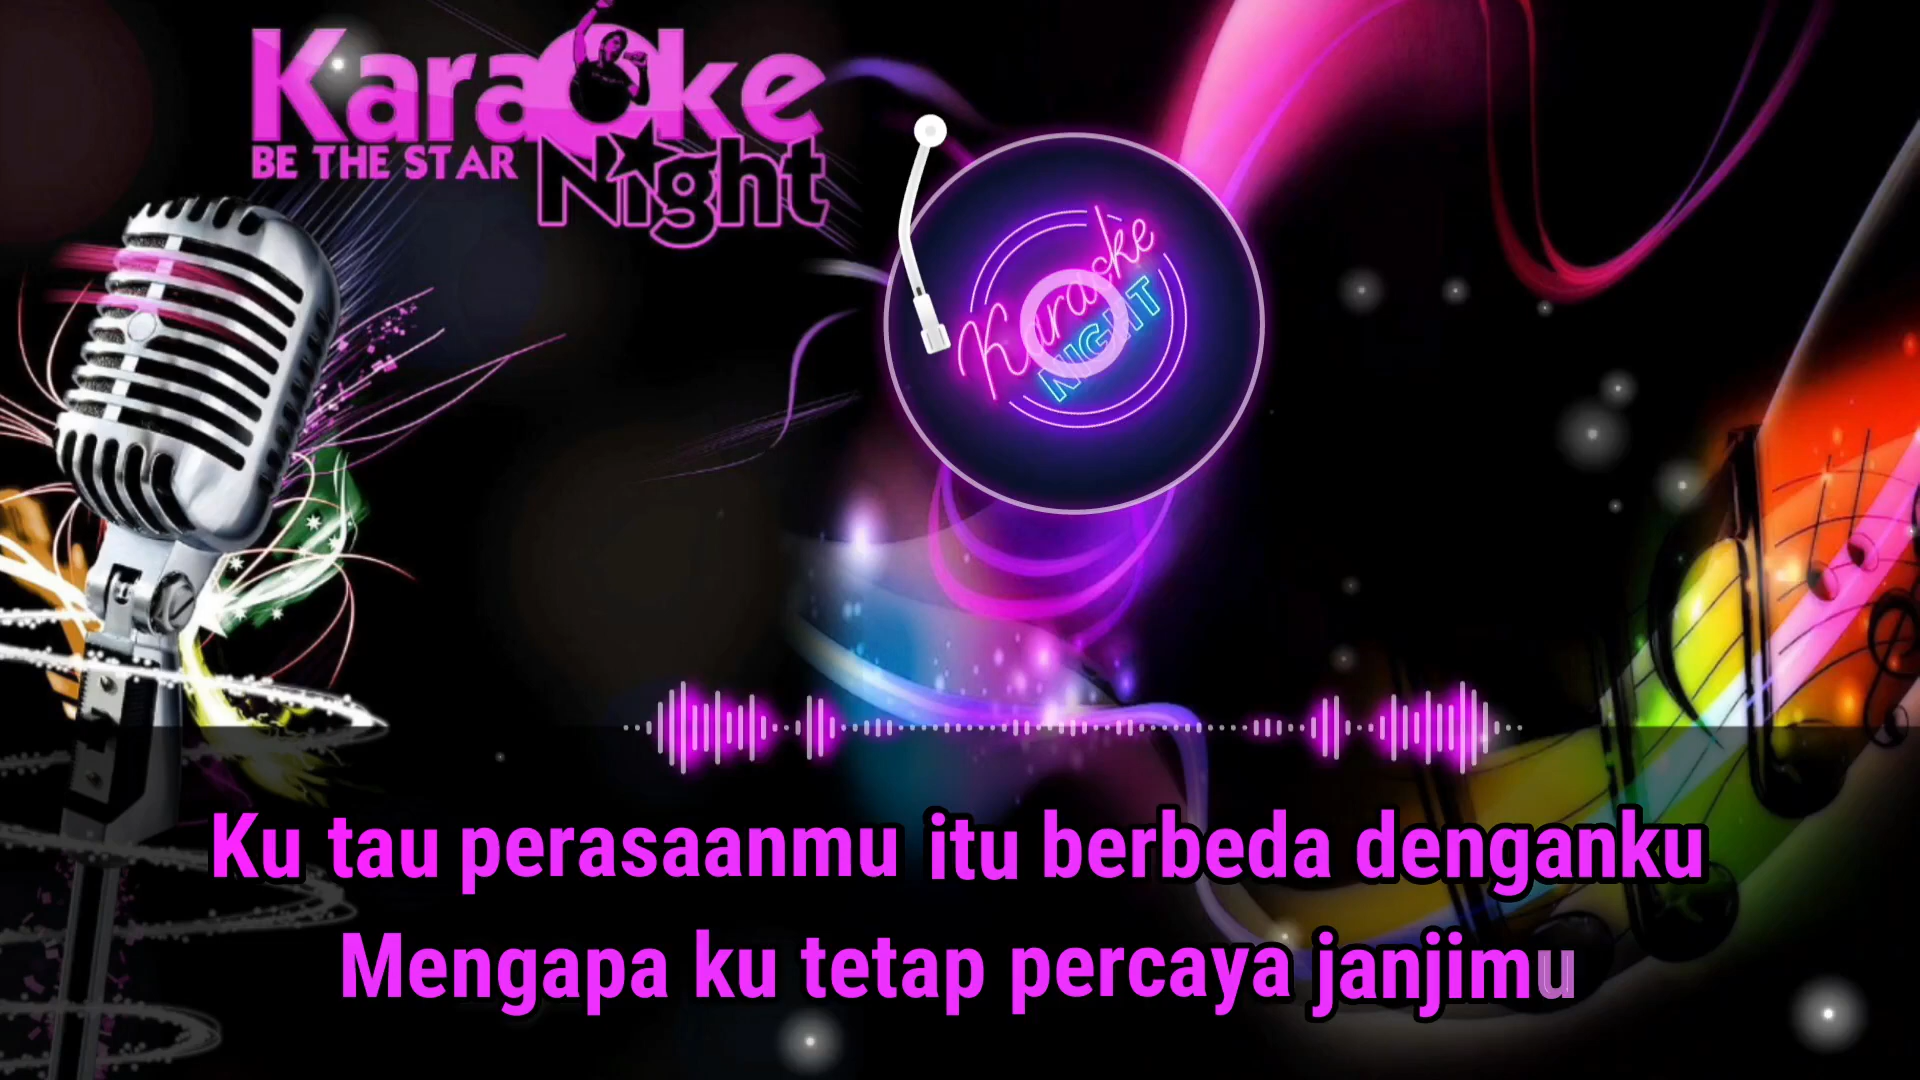 Karaoke
BE THE STAR
Night
Karaoke
NIGHT
Ku tau perasaanmu itu berbeda denganku
Mengapa ku tetap percaya janjimu